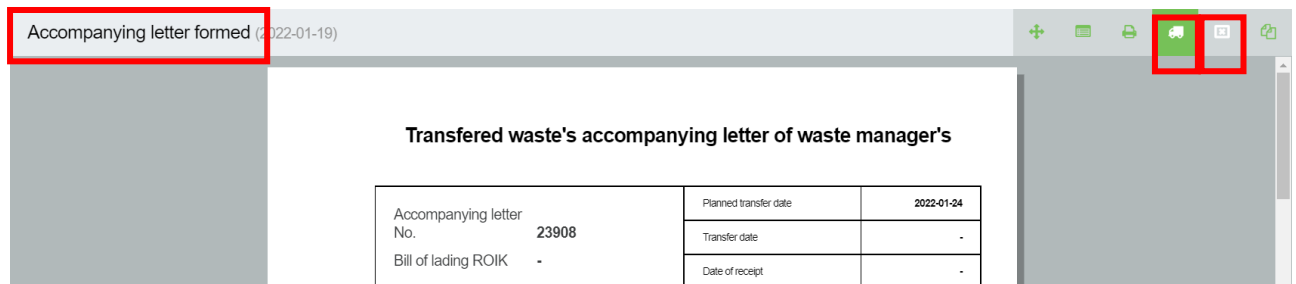 Accompanying letter formed (2022-01-19)
Transfered waste's accompanying letter of waste manager's
Accompanying letter
No. 23908
Bill of lading ROIK -
Planned transfer date 2022-01-24
Transfer date -
Date of receipt -